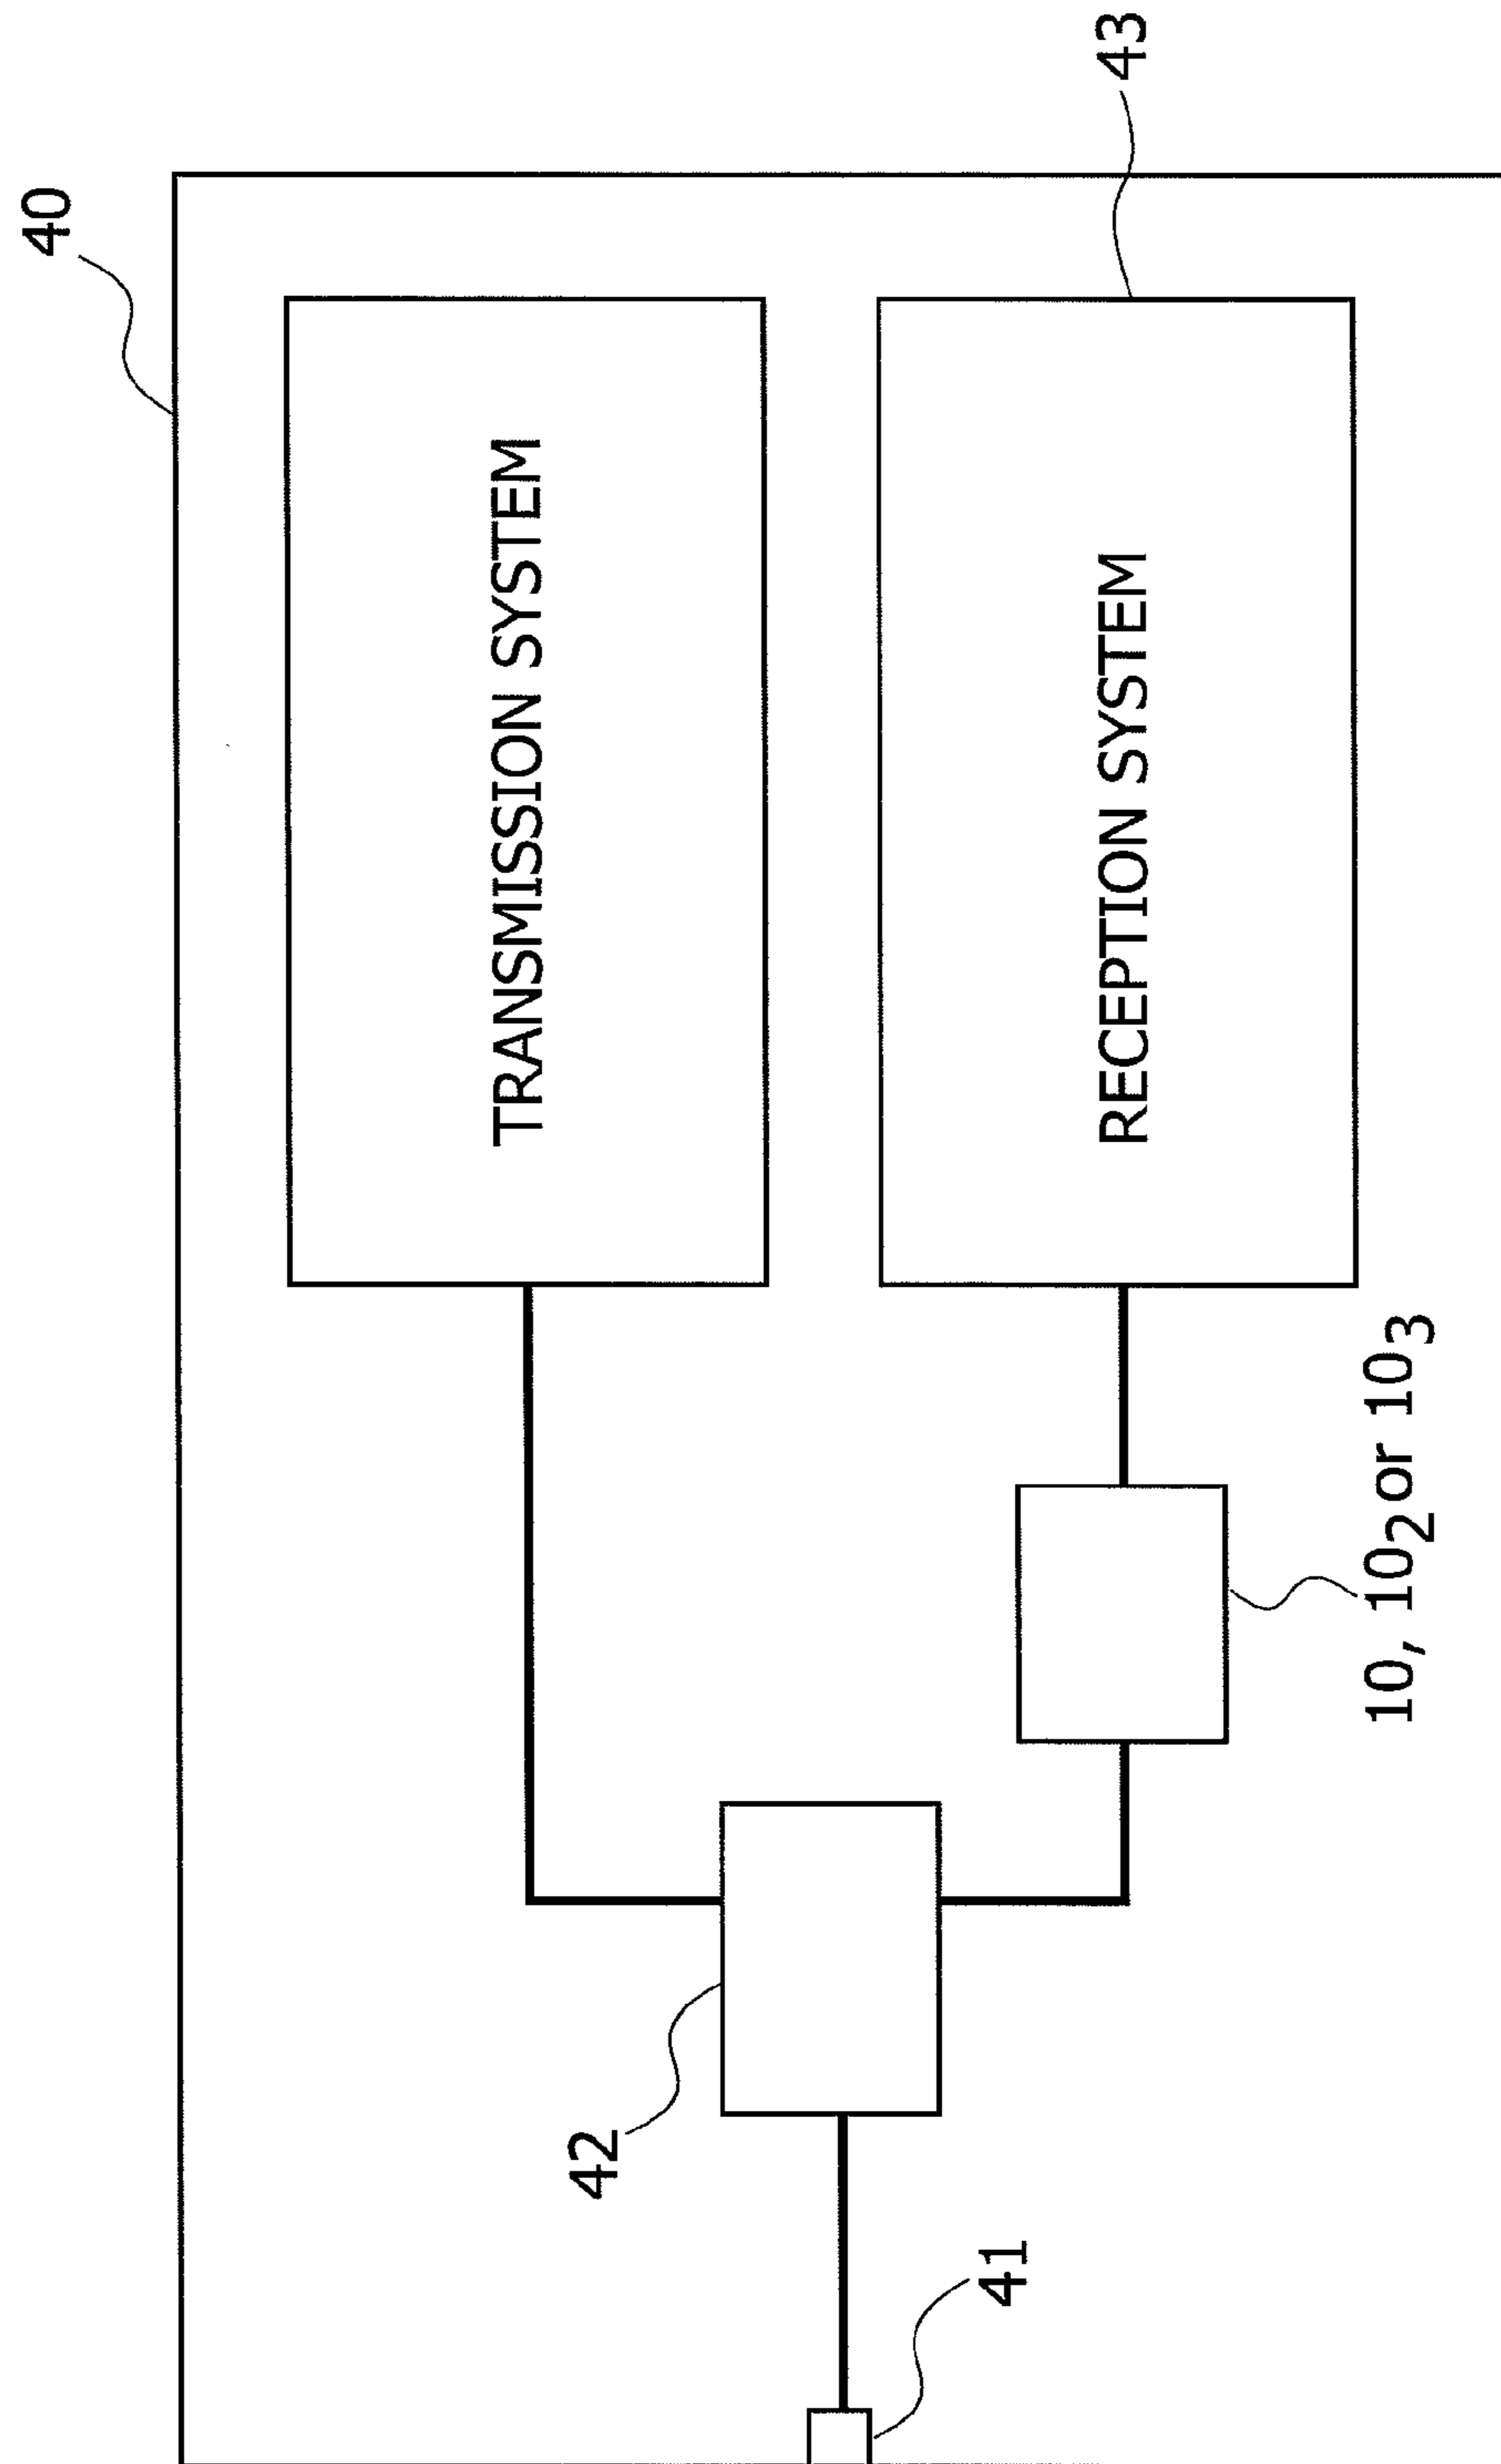 40
TRANSMISSION SYSTEM
43
RECEPTION SYSTEM
42
10, 10₂ or 10₃
41